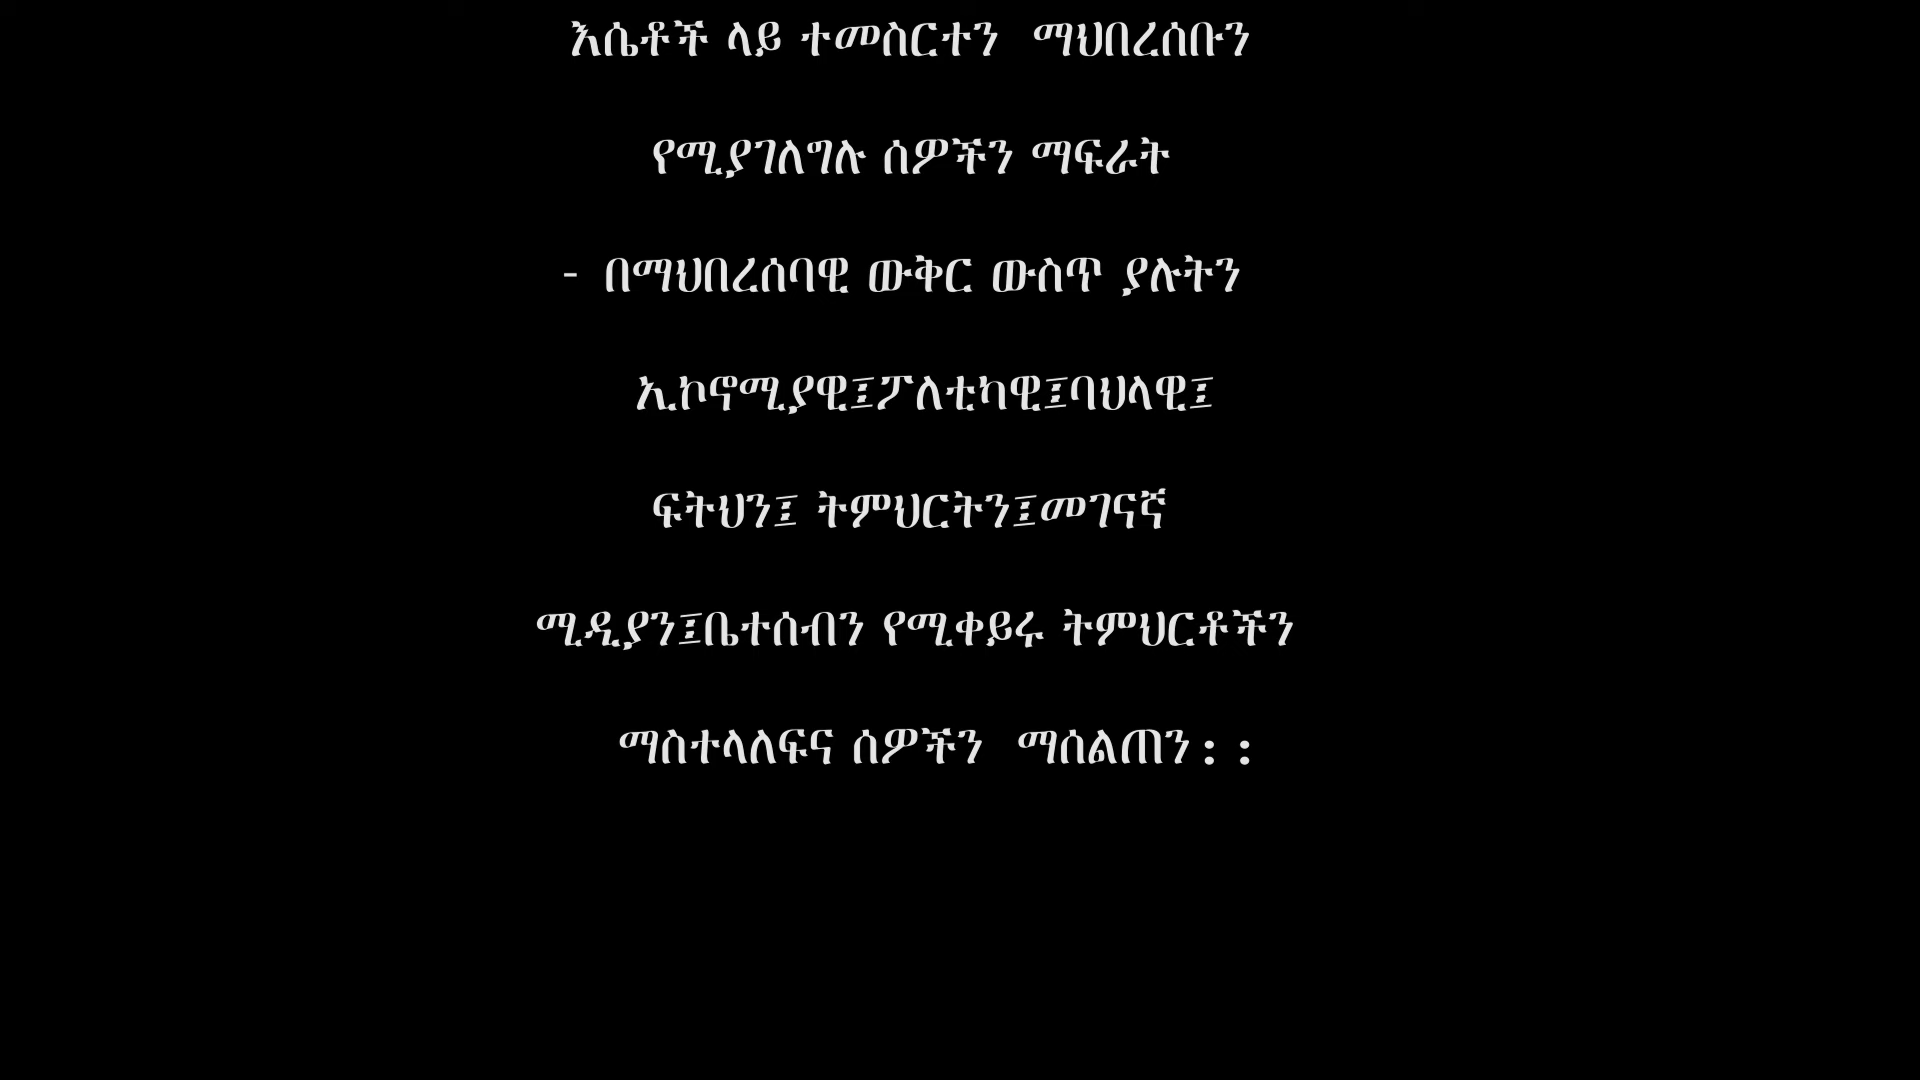 እሴቶች ላይ ተመስርተን ማህበረሰቡን
የሚያገለግሉ ሰዎችን ማፍራት
- በማህበረሰባዊ ውቅር ውስጥ ያሉትን
ኢኮኖሚያዊ፤ፖለቲካዊ፤ባህላዊ፤
ፍትህን፤ ትምህርትን፤መገናኛ
ሚዲያን፤ቤተሰብን የሚቀይሩ ትምህርቶችን
ማስተላለፍና ሰዎችን ማሰልጠን፡፡